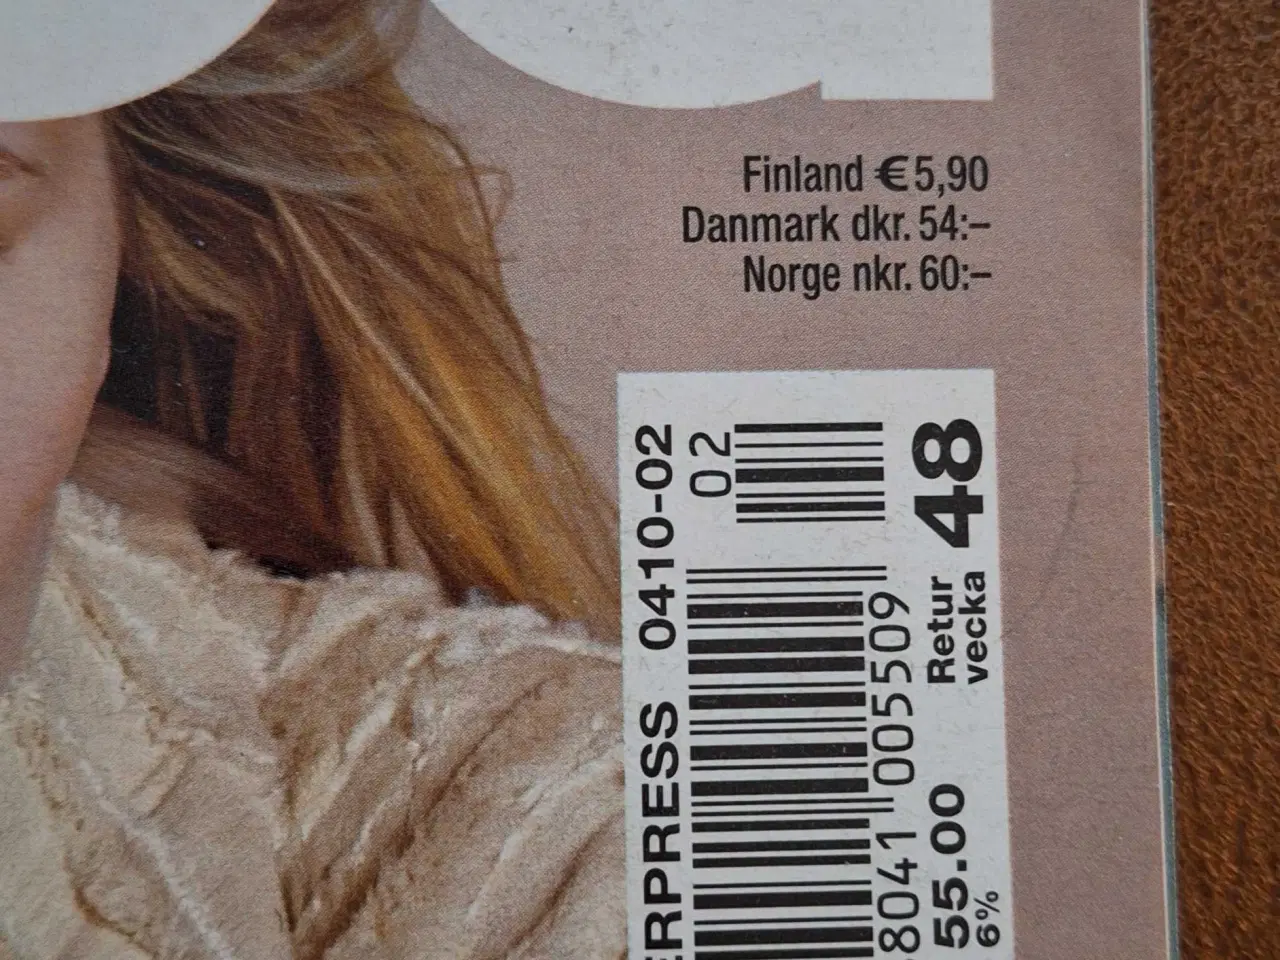 Finland €5,90
Danmark dkr. 54:–
Norge nkr. 60:–
0410-02
02
8041 005509
Retur
vecka 48
55.00
6%